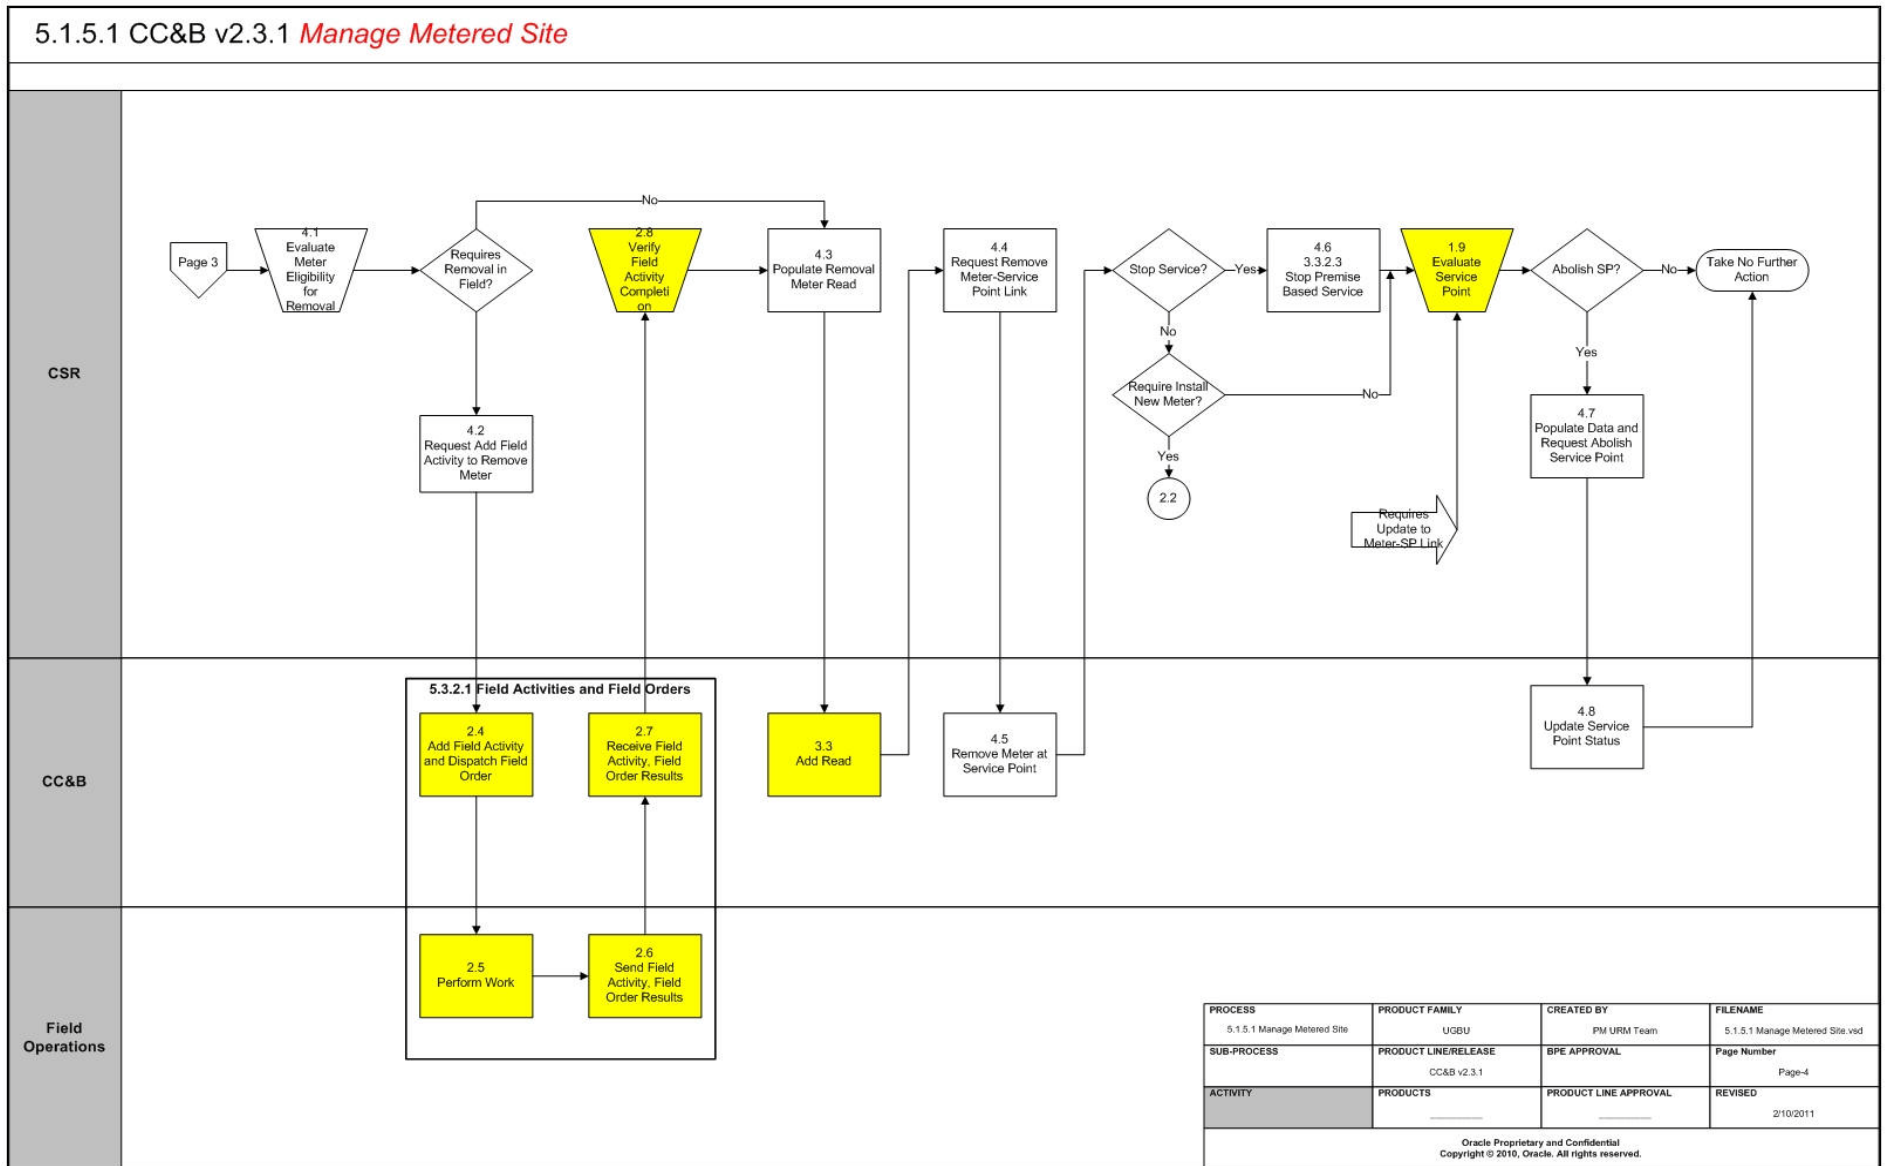 5.1.5.1 CC&B v2.3.1 Manage Metered Site
CSR
Page 3
4.1
Evaluate
Meter
Eligibility
for
Removal
Requires
Removal in
Field?
No
2.8
Verify
Field
Activity
Completi
on
4.3
Populate Removal
Meter Read
4.4
Request Remove
Meter-Service
Point Link
Stop Service?
Yes
4.6
3.3.2.3
Stop Premise
Based Service
1.9
Evaluate
Service
Point
Abolish SP?
No
Take No Further
Action
No
Yes
Require Install
New Meter?
No
4.2
Request Add Field
Activity to Remove
Meter
4.7
Populate Data and
Request Abolish
Service Point
Yes
2.2
Requires
Update to
Meter-SP Link
CC&B
5.3.2.1 Field Activities and Field Orders
2.4
Add Field Activity
and Dispatch Field
Order
2.7
Receive Field
Activity, Field
Order Results
3.3
Add Read
4.5
Remove Meter at
Service Point
4.8
Update Service
Point Status
Field
Operations
2.5
Perform Work
2.6
Send Field
Activity, Field
Order Results
PROCESS
5.1.5.1 Manage Metered Site
PRODUCT FAMILY
UGBU
CREATED BY
PM URM Team
FILENAME
5.1.5.1 Manage Metered Site.vsd
SUB-PROCESS
PRODUCT LINE/RELEASE
CC&B v2.3.1
BPE APPROVAL
Page Number
Page-4
ACTIVITY
PRODUCTS
PRODUCT LINE APPROVAL
REVISED
2/10/2011
Oracle Proprietary and Confidential
Copyright © 2010, Oracle. All rights reserved.